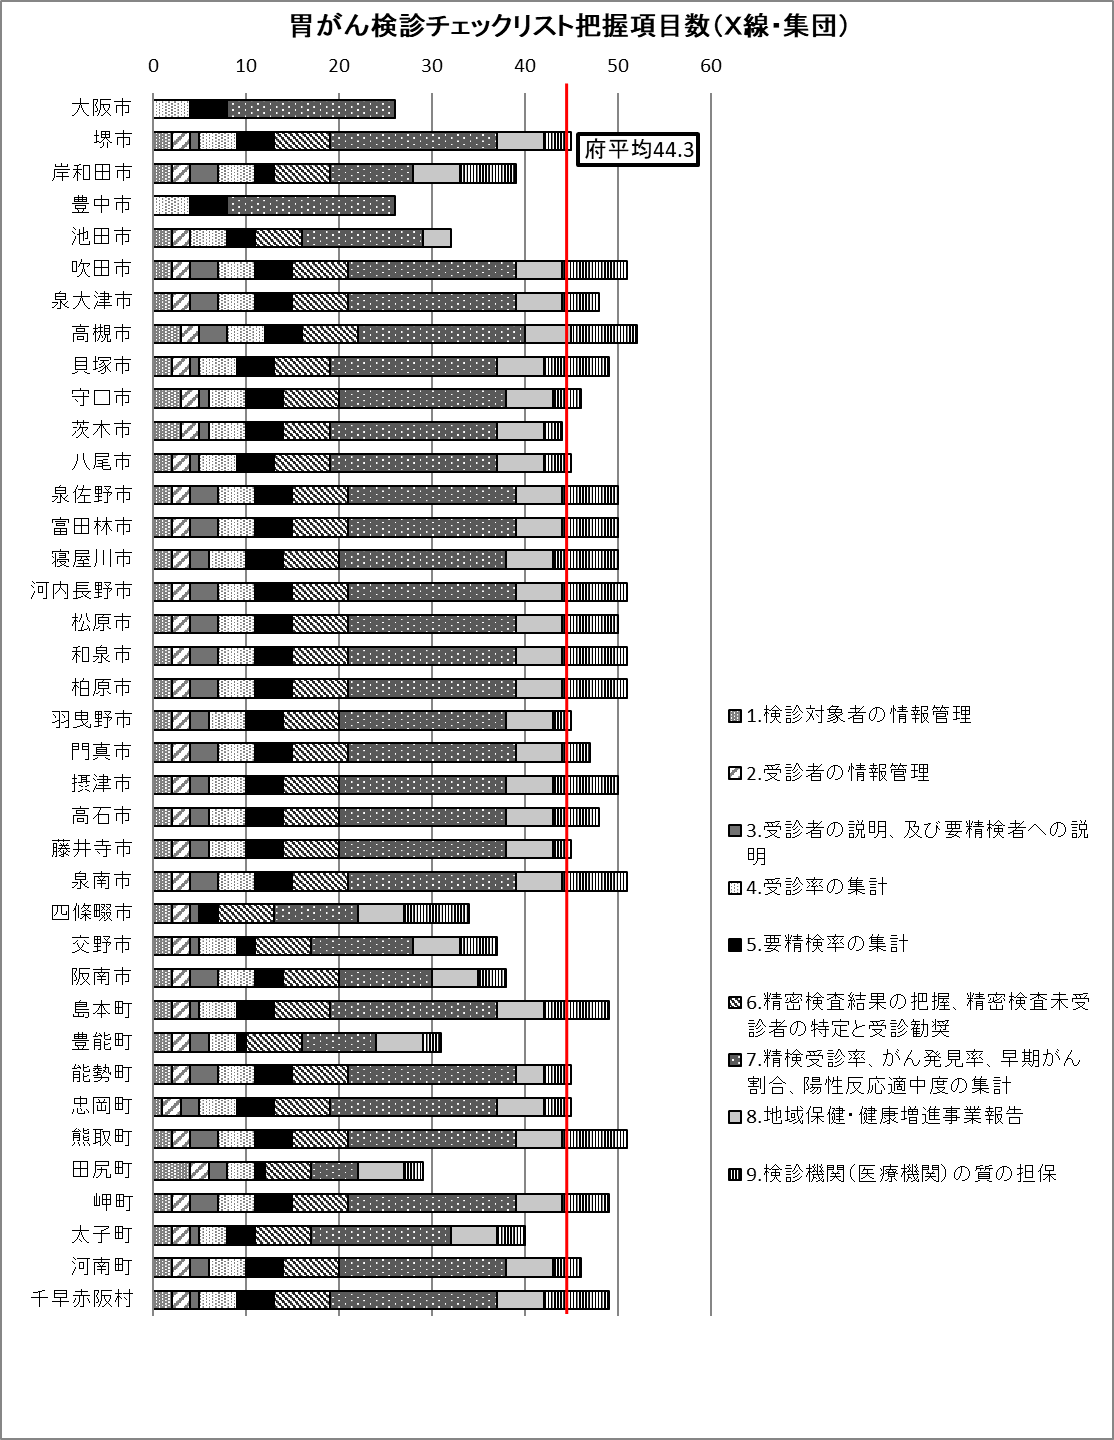 胃がん検診チェックリスト把握項目数（X線・集団）
0 10 20 30 40 50 60
大阪市
堺市
府平均44.3
岸和田市
豊中市
池田市
吹田市
泉大津市
高槻市
貝塚市
守口市
茨木市
八尾市
泉佐野市
富田林市
寝屋川市
河内長野市
松原市
和泉市
柏原市
羽曳野市
門真市
摂津市
高石市
藤井寺市
泉南市
四條畷市
交野市
阪南市
島本町
豊能町
能勢町
忠岡町
熊取町
田尻町
岬町
太子町
河南町
千早赤阪村
1.検診対象者の情報管理
2.受診者の情報管理
3.受診者の説明、及び要精検者への説
明
4.受診率の集計
5.要精検率の集計
6.精密検査結果の把握、精密検査未受
診者の特定と受診勧奨
7.精検受診率、がん発見率、早期がん
割合、陽性反応適中度の集計
8.地域保健・健康増進事業報告
9.検診機関（医療機関）の質の担保